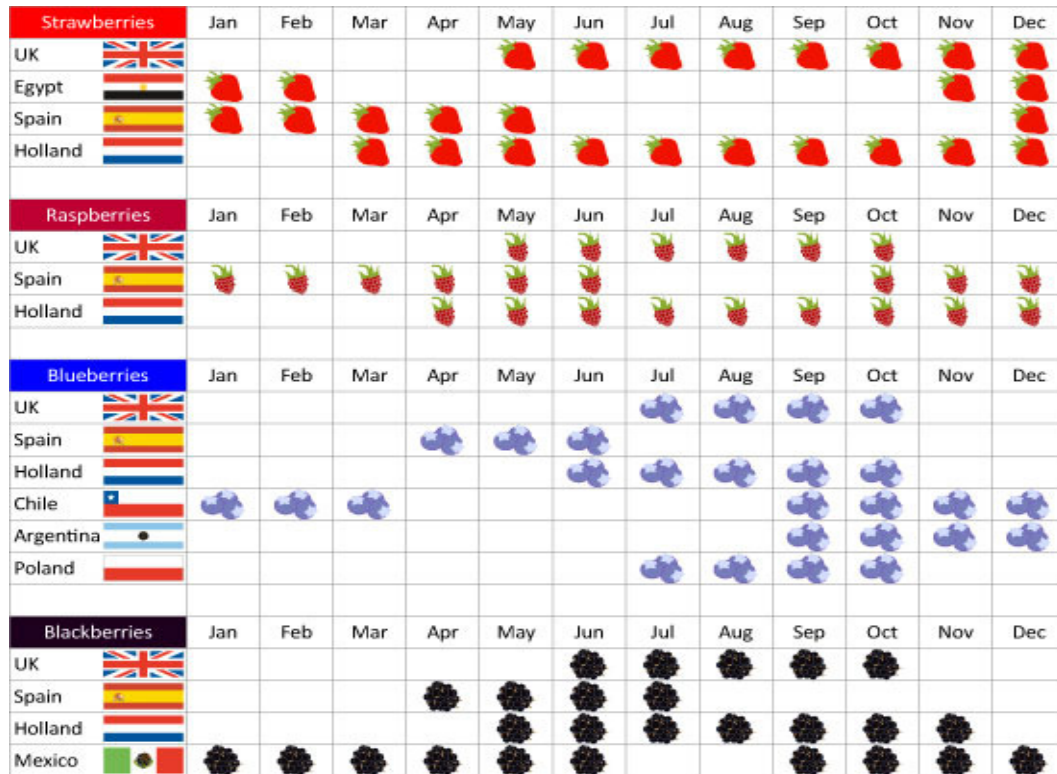 Strawberries Jan Feb Mar Apr May Jun Jul Aug Sep Oct Nov Dec
UK
Egypt
Spain
Holland
Raspberries Jan Feb Mar Apr May Jun Jul Aug Sep Oct Nov Dec
UK
Spain
Holland
Blueberries Jan Feb Mar Apr May Jun Jul Aug Sep Oct Nov Dec
UK
Spain
Holland
Chile
Argentina
Poland
Blackberries Jan Feb Mar Apr May Jun Jul Aug Sep Oct Nov Dec
UK
Spain
Holland
Mexico